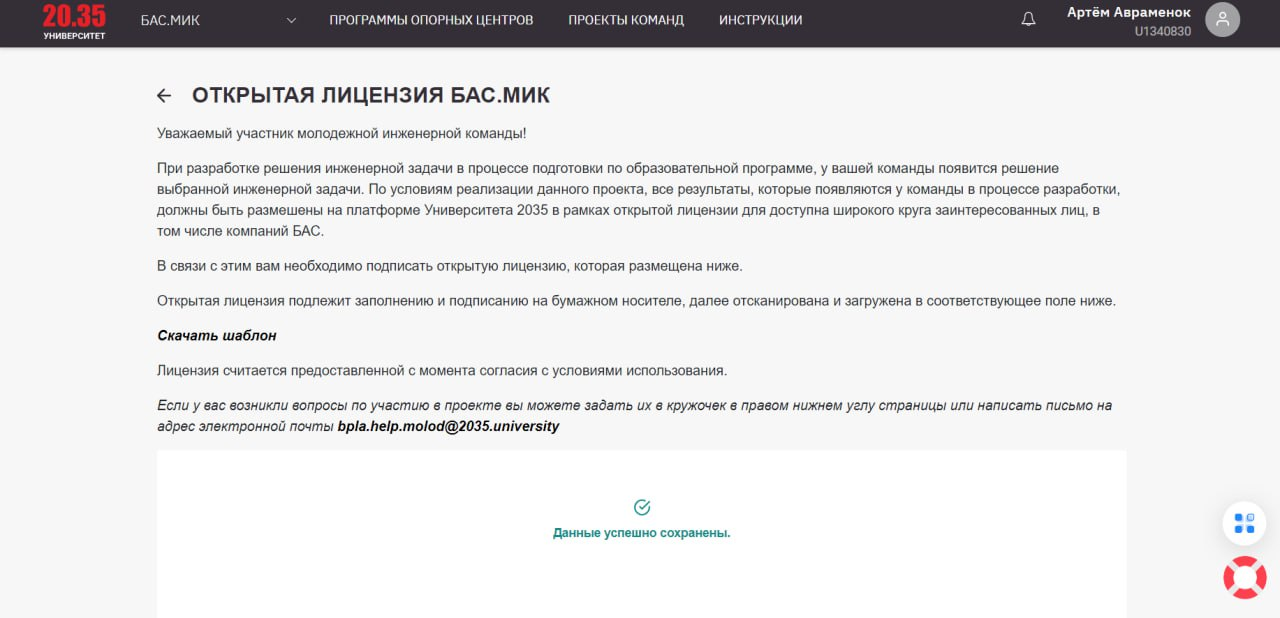 20.35
УНИВЕРСИТЕТ
БАС.МИК
ПРОГРАММЫ ОПОРНЫХ ЦЕНТРОВ
ПРОЕКТЫ КОМАНД
ИНСТРУКЦИИ
Артём Авраменок
U1340830
ОТКРЫТАЯ ЛИЦЕНЗИЯ БАС.МИК
Уважаемый участник молодежной инженерной команды!
При разработке решения инженерной задачи в процессе подготовки по образовательной программе, у вашей команды появится решение
выбранной инженерной задачи. По условиям реализации данного проекта, все результаты, которые появляются у команды в процессе разработки,
должны быть размешены на платформе Университета 2035 в рамках открытой лицензии для доступна широкого круга заинтересованных лиц, в
том числе компаний БАС.
В связи с этим вам необходимо подписать открытую лицензию, которая размещена ниже.
Открытая лицензия подлежит заполнению и подписанию на бумажном носителе, далее отсканирована и загружена в соответствующее поле ниже.
Скачать шаблон
Лицензия считается предоставленной с момента согласия с условиями использования.
Если у вас возникли вопросы по участию в проекте вы можете задать их в кружочек в правом нижнем углу страницы или написать письмо на
адрес электронной почты bpla.help.molod@2035.university
Данные успешно сохранены.